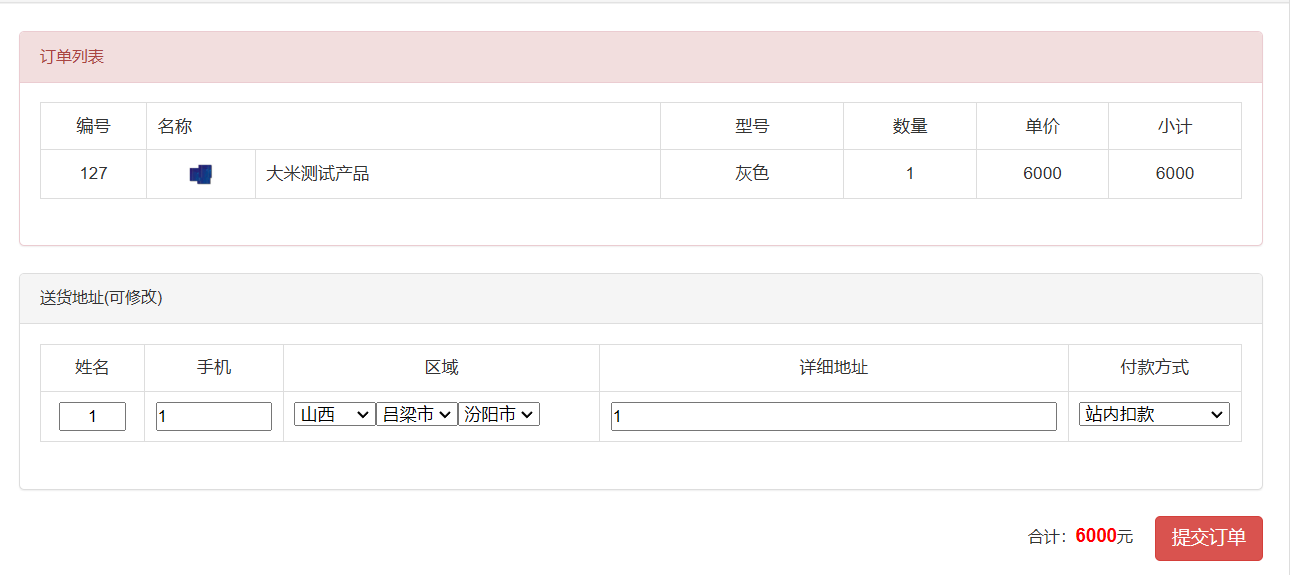 订单列表
编号 名称 型号 数量 单价 小计
127 大米测试产品 灰色 1 6000 6000
送货地址(可修改)
姓名 手机 区域 详细地址 付款方式
1 1 山西 吕梁市 汾阳市 1 站内扣款
合计：6000元 提交订单